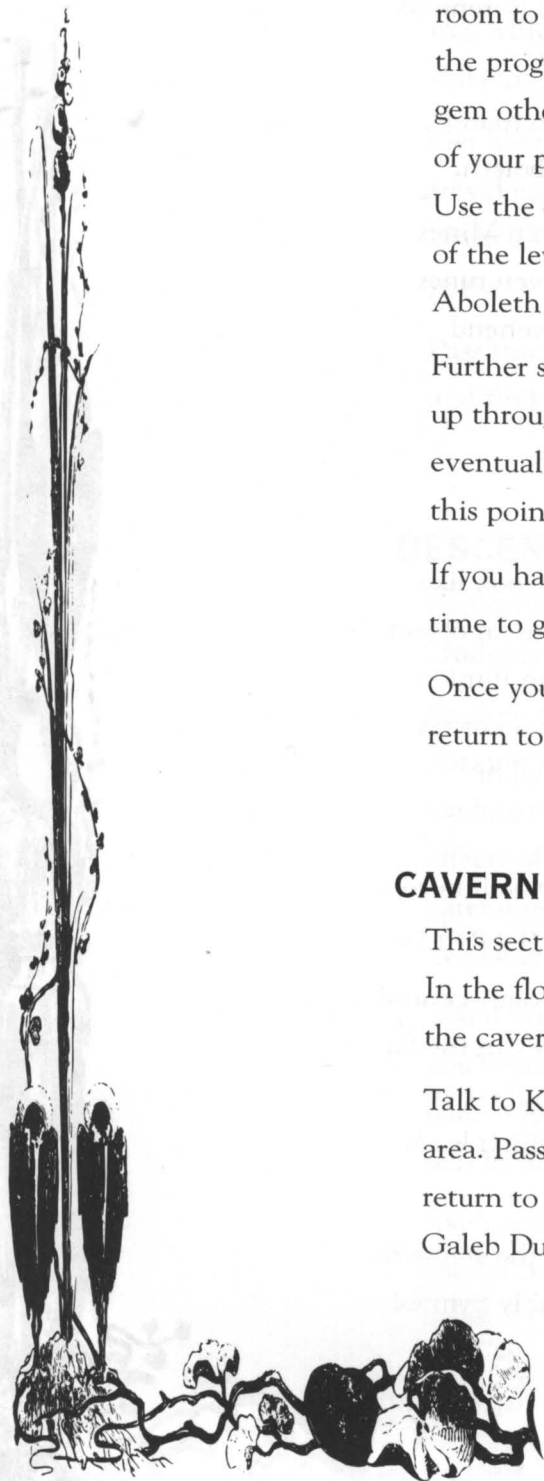 room to
the prog
gem othe
of your p
Use the
of the lev
Aboleth
Further s
up throug
eventual
this poin
If you ha
time to g
Once you
return to
CAVERN
This sect
In the flo
the caver
Talk to K
area. Pass
return to
Galeb Du